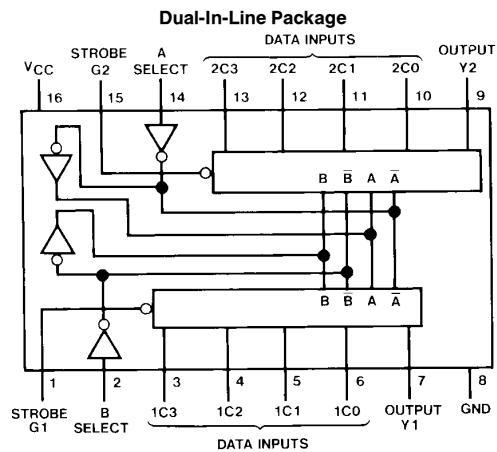 Dual-In-Line Package
DATA INPUTS
STROBE G2
A SELECT
2C3 2C2 2C1 2C0
OUTPUT Y2
VCC
16 15 14 13 12 11 10 9
B B̅ A A̅
B B̅ A A̅
1 2 3 4 5 6 7 8
STROBE G1
B SELECT
1C3 1C2 1C1 1C0
OUTPUT Y1
GND
DATA INPUTS